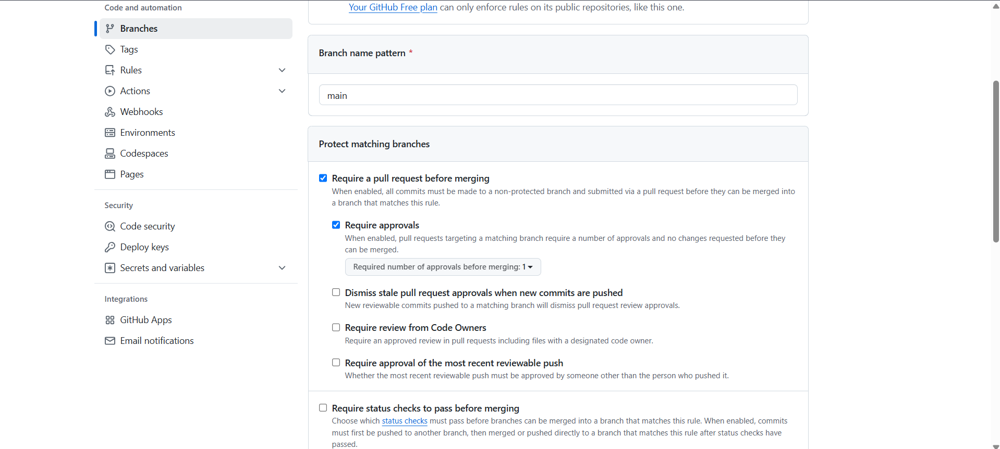 Code and automation
Branches
Tags
Rules
Actions
Webhooks
Environments
Codespaces
Pages
Security
Code security
Deploy keys
Secrets and variables
Integrations
GitHub Apps
Email notifications
Your GitHub Free plan can only enforce rules on its public repositories, like this one.
Branch name pattern *
main
Protect matching branches
Require a pull request before merging
When enabled, all commits must be made to a non-protected branch and submitted via a pull request before they can be merged into
a branch that matches this rule.
Require approvals
When enabled, pull requests targeting a matching branch require a number of approvals and no changes requested before they
can be merged.
Required number of approvals before merging: 1
Dismiss stale pull request approvals when new commits are pushed
New reviewable commits pushed to a matching branch will dismiss pull request review approvals.
Require review from Code Owners
Require an approved review in pull requests including files with a designated code owner.
Require approval of the most recent reviewable push
Whether the most recent reviewable push must be approved by someone other than the person who pushed it.
Require status checks to pass before merging
Choose which status checks must pass before branches can be merged into a branch that matches this rule. When enabled, commits
must first be pushed to another branch, then merged or pushed directly to a branch that matches this rule after status checks have
passed.